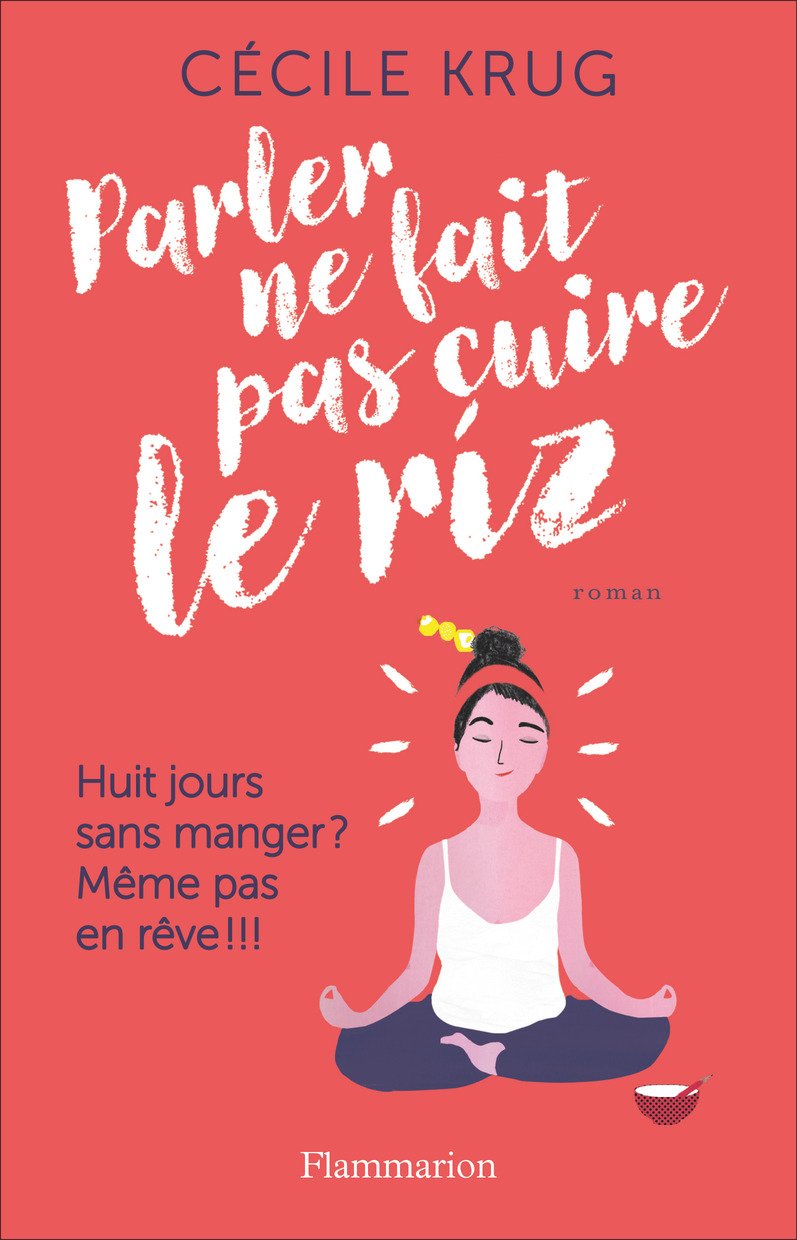 CÉCILE KRUG
Parler
ne fait
pas cuire
le riz
roman
Huit jours
sans manger ?
Même pas
en rêve !!!
Flammarion